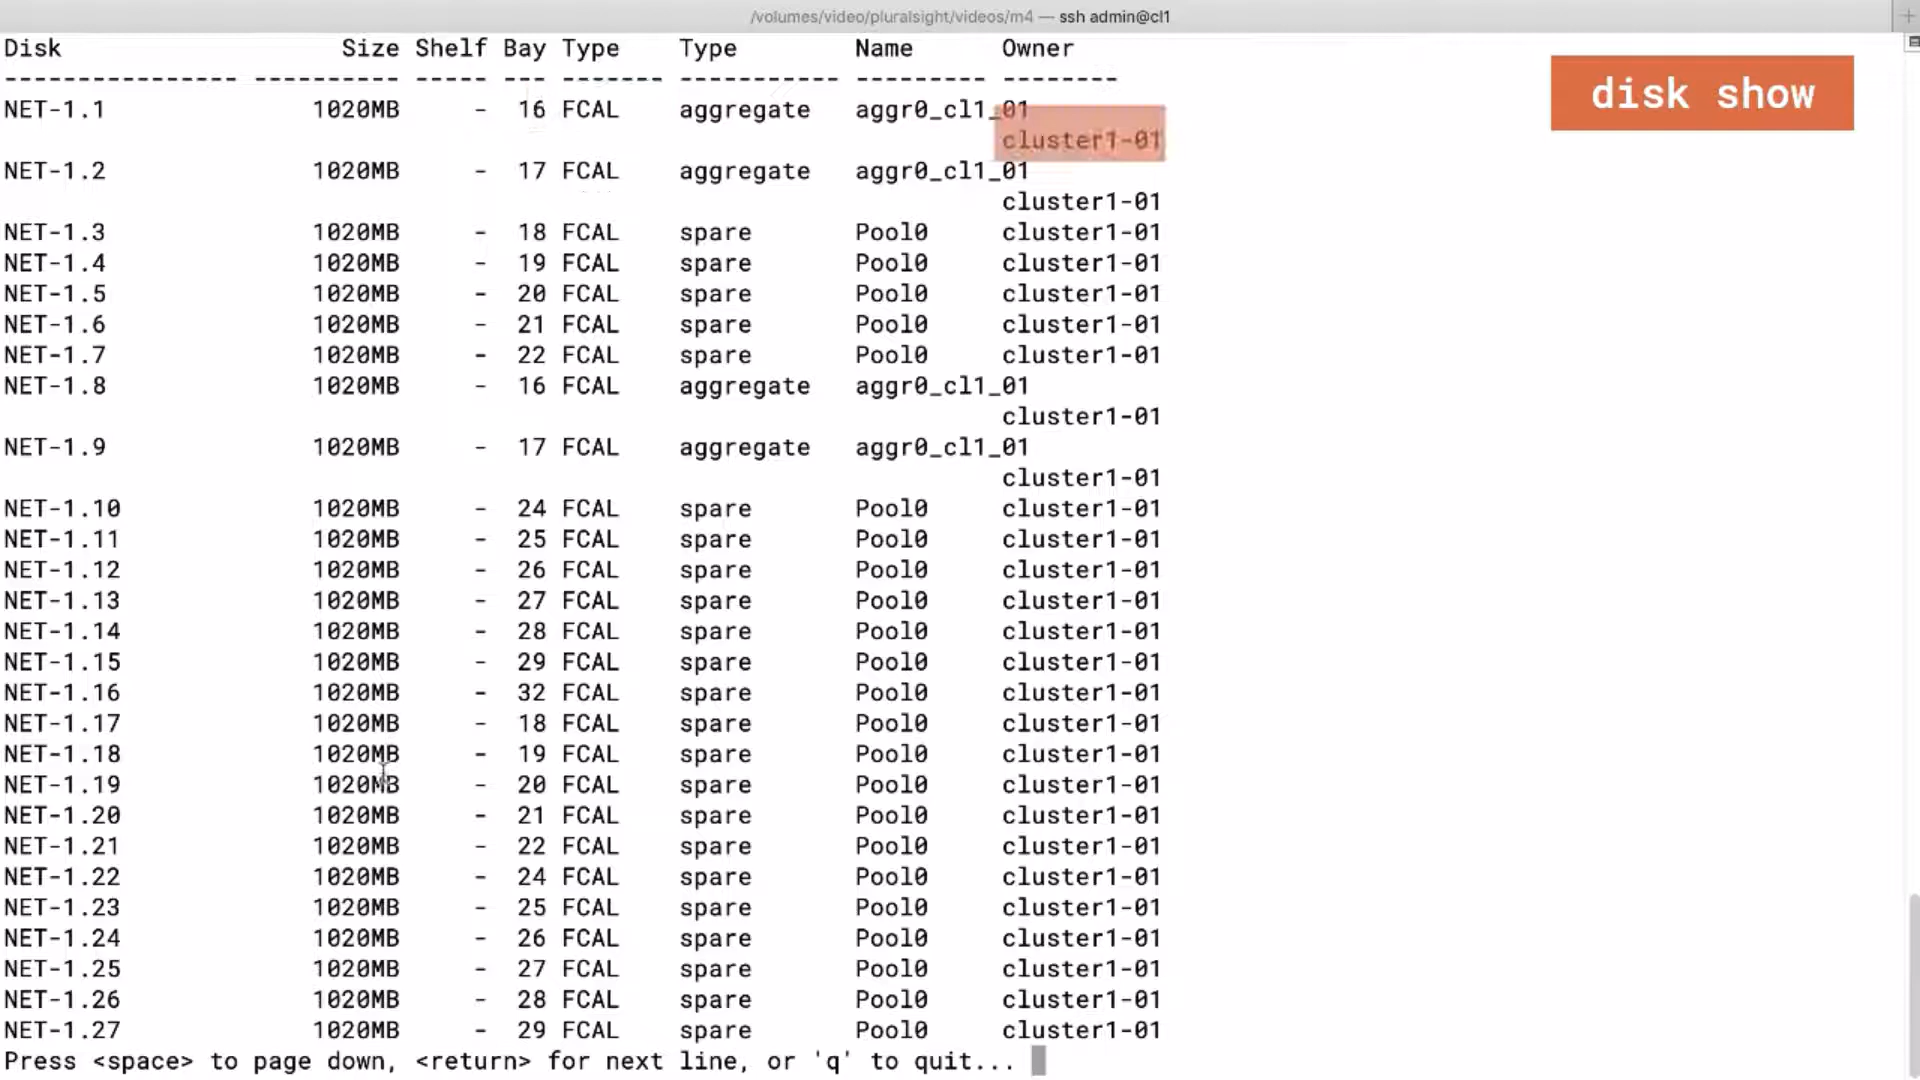 /volumes/video/pluralsight/videos/m4 — ssh admin@cl1
disk show
Disk Size Shelf Bay Type Type Name Owner
---------------- ---------- ----- --- ------- ----------- --------- --------
NET-1.1 1020MB - 16 FCAL aggregate aggr0_cl1_01
cluster1-01
NET-1.2 1020MB - 17 FCAL aggregate aggr0_cl1_01
cluster1-01
NET-1.3 1020MB - 18 FCAL spare Pool0 cluster1-01
NET-1.4 1020MB - 19 FCAL spare Pool0 cluster1-01
NET-1.5 1020MB - 20 FCAL spare Pool0 cluster1-01
NET-1.6 1020MB - 21 FCAL spare Pool0 cluster1-01
NET-1.7 1020MB - 22 FCAL spare Pool0 cluster1-01
NET-1.8 1020MB - 16 FCAL aggregate aggr0_cl1_01
cluster1-01
NET-1.9 1020MB - 17 FCAL aggregate aggr0_cl1_01
cluster1-01
NET-1.10 1020MB - 24 FCAL spare Pool0 cluster1-01
NET-1.11 1020MB - 25 FCAL spare Pool0 cluster1-01
NET-1.12 1020MB - 26 FCAL spare Pool0 cluster1-01
NET-1.13 1020MB - 27 FCAL spare Pool0 cluster1-01
NET-1.14 1020MB - 28 FCAL spare Pool0 cluster1-01
NET-1.15 1020MB - 29 FCAL spare Pool0 cluster1-01
NET-1.16 1020MB - 32 FCAL spare Pool0 cluster1-01
NET-1.17 1020MB - 18 FCAL spare Pool0 cluster1-01
NET-1.18 1020MB - 19 FCAL spare Pool0 cluster1-01
NET-1.19 1020MB - 20 FCAL spare Pool0 cluster1-01
NET-1.20 1020MB - 21 FCAL spare Pool0 cluster1-01
NET-1.21 1020MB - 22 FCAL spare Pool0 cluster1-01
NET-1.22 1020MB - 24 FCAL spare Pool0 cluster1-01
NET-1.23 1020MB - 25 FCAL spare Pool0 cluster1-01
NET-1.24 1020MB - 26 FCAL spare Pool0 cluster1-01
NET-1.25 1020MB - 27 FCAL spare Pool0 cluster1-01
NET-1.26 1020MB - 28 FCAL spare Pool0 cluster1-01
NET-1.27 1020MB - 29 FCAL spare Pool0 cluster1-01
Press <space> to page down, <return> for next line, or 'q' to quit...